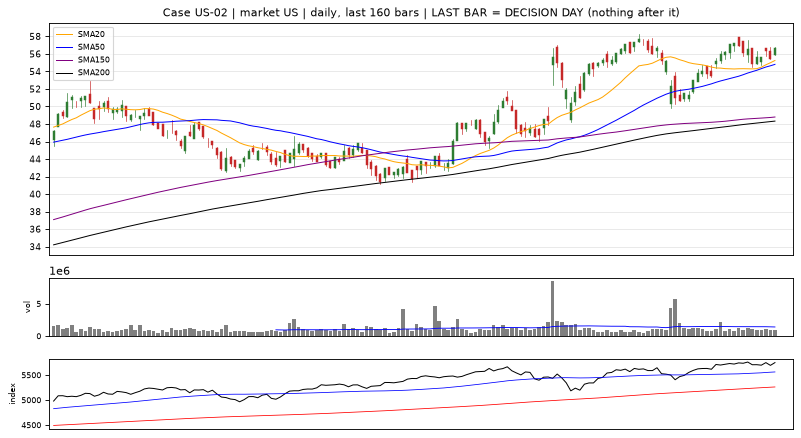 Case US-02 | market US | daily, last 160 bars | LAST BAR = DECISION DAY (nothing after it)
SMA20
SMA50
SMA150
SMA200
58
56
54
52
50
48
46
44
42
40
38
36
34
1e6
vol
5
0
index
5500
5000
4500